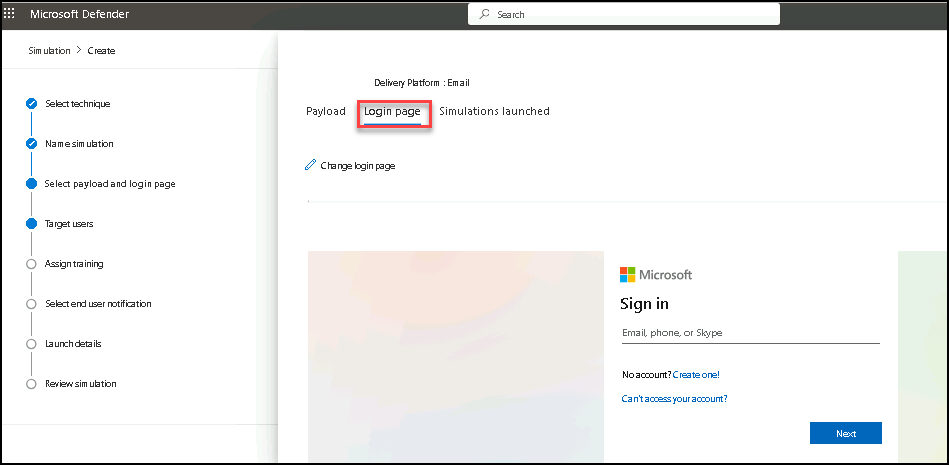 Microsoft Defender
Search
Simulation > Create
Select technique
Name simulation
Select payload and login page
Target users
Assign training
Select end user notification
Launch details
Review simulation
Delivery Platform : Email
Payload Login page Simulations launched
Change login page
Microsoft
Sign in
Email, phone, or Skype
No account? Create one!
Can't access your account?
Next